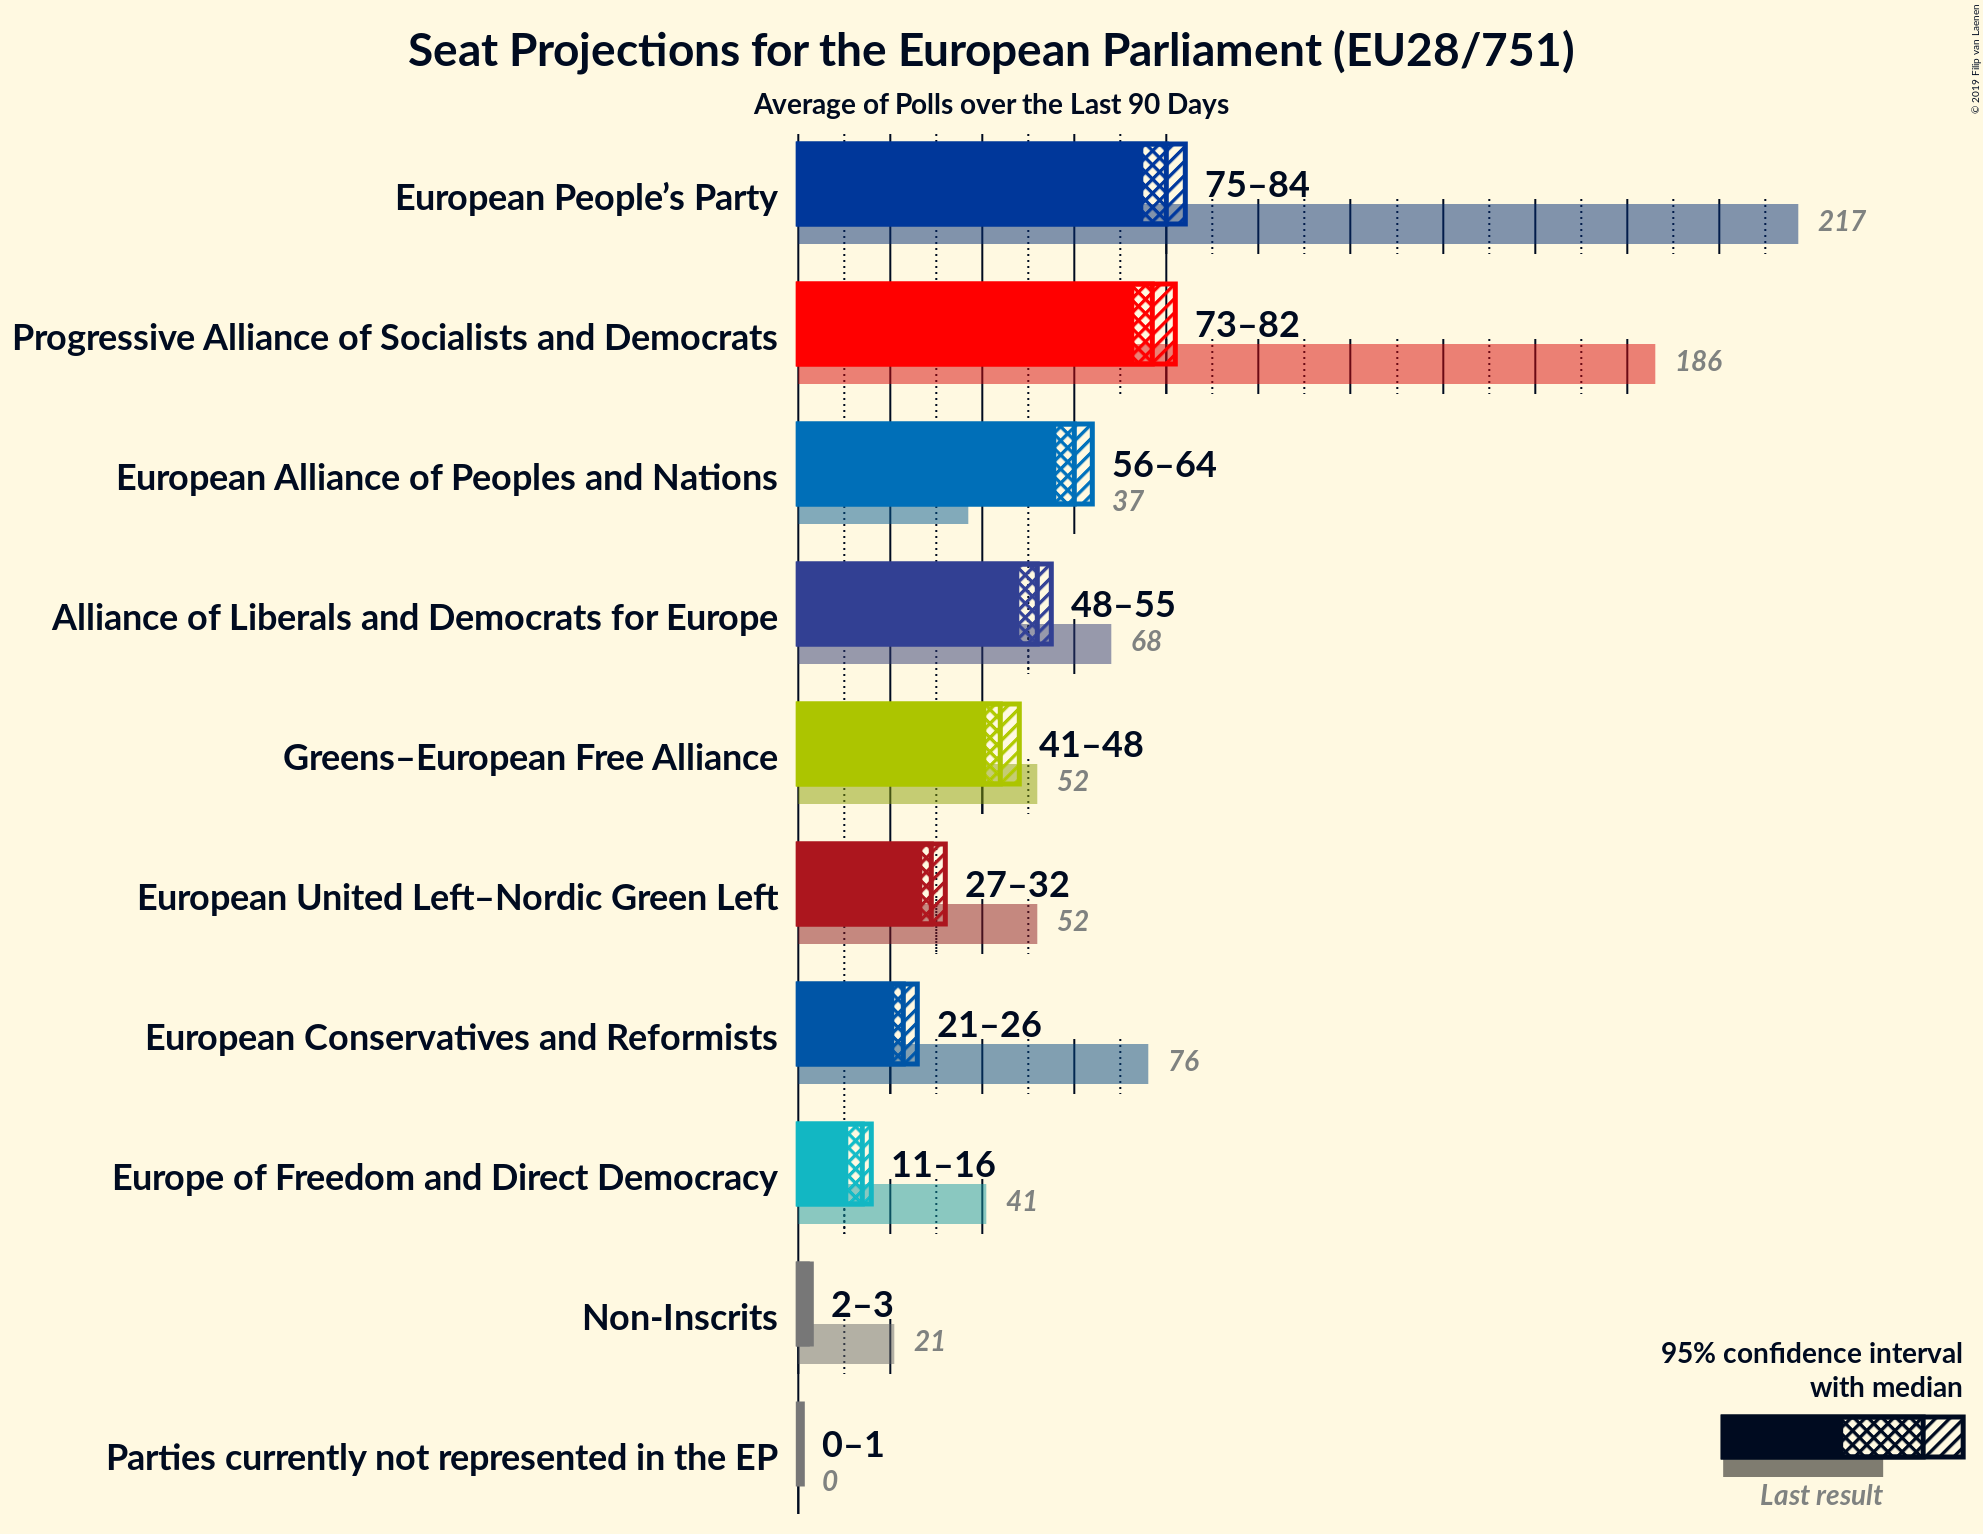 Seat Projections for the European Parliament (EU28/751)
Average of Polls over the Last 90 Days
© 2019 Filip van Laenen
European People’s Party
75–84
217
Progressive Alliance of Socialists and Democrats
73–82
186
European Alliance of Peoples and Nations
56–64
37
Alliance of Liberals and Democrats for Europe
48–55
68
Greens–European Free Alliance
41–48
52
European United Left–Nordic Green Left
27–32
52
European Conservatives and Reformists
21–26
76
Europe of Freedom and Direct Democracy
11–16
41
Non-Inscrits
2–3
21
Parties currently not represented in the EP
0–1
0
95% confidence interval
with median
Last result